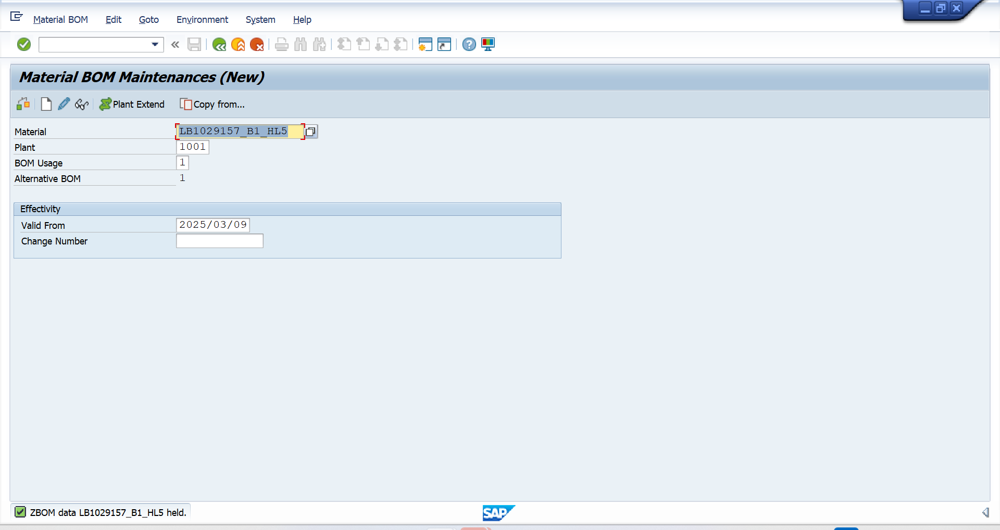 Material BOM Edit Goto Environment System Help
Material BOM Maintenances (New)
Plant Extend Copy from...
Material LB1029157_B1_HL5
Plant 1001
BOM Usage 1
Alternative BOM 1
Effectivity
Valid From 2025/03/09
Change Number
ZBOM data LB1029157_B1_HL5 held.
SAP